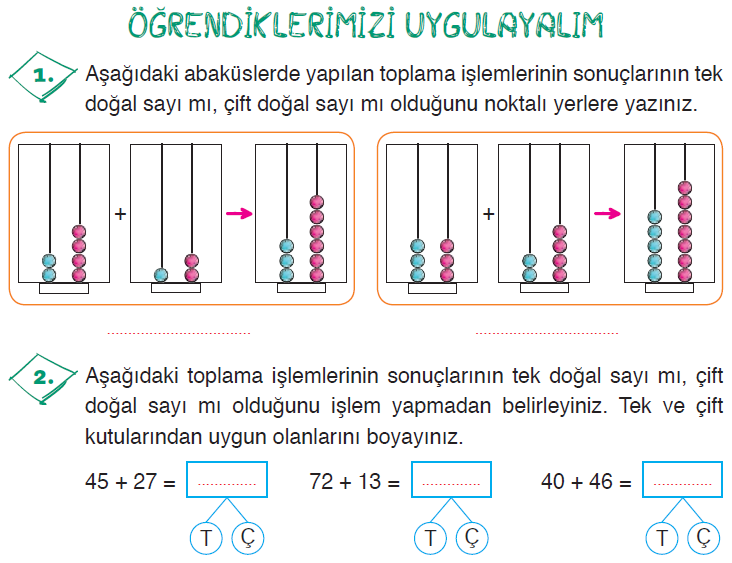 ÖĞRENDİKLERİMİZİ UYGULAYALIM
1. Aşağıdaki abaküslerde yapılan toplama işlemlerinin sonuçlarının tek
doğal sayı mı, çift doğal sayı mı olduğunu noktalı yerlere yazınız.
+ +
2. Aşağıdaki toplama işlemlerinin sonuçlarının tek doğal sayı mı, çift
doğal sayı mı olduğunu işlem yapmadan belirleyiniz. Tek ve çift
kutularından uygun olanlarını boyayınız.
45 + 27 = ............. 72 + 13 = ............. 40 + 46 = .............
T Ç T Ç T Ç